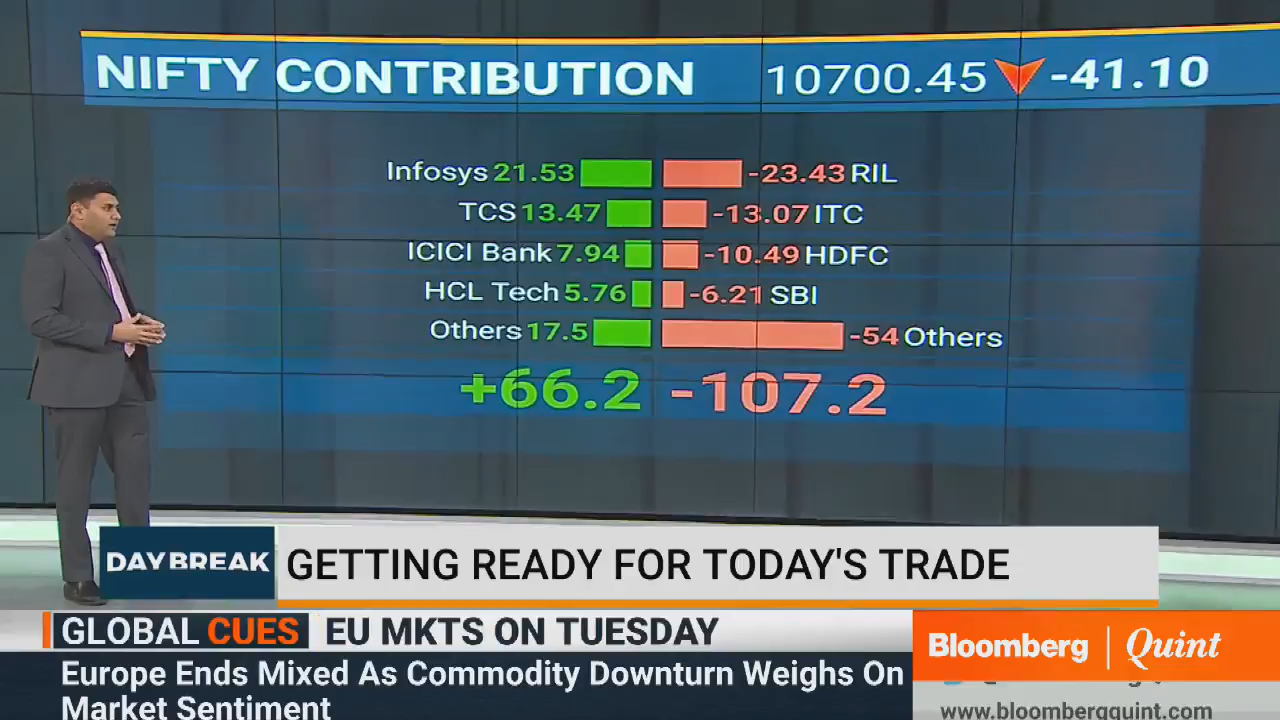 NIFTY CONTRIBUTION 10700.45 -41.10
Infosys 21.53 -23.43 RIL
TCS 13.47 -13.07 ITC
ICICI Bank 7.94 -10.49 HDFC
HCL Tech 5.76 -6.21 SBI
Others 17.5 -54 Others
+66.2 -107.2
DAYBREAK GETTING READY FOR TODAY'S TRADE
GLOBAL CUES EU MKTS ON TUESDAY
Europe Ends Mixed As Commodity Downturn Weighs On
Market Sentiment
Bloomberg | Quint
www.bloombergquint.com